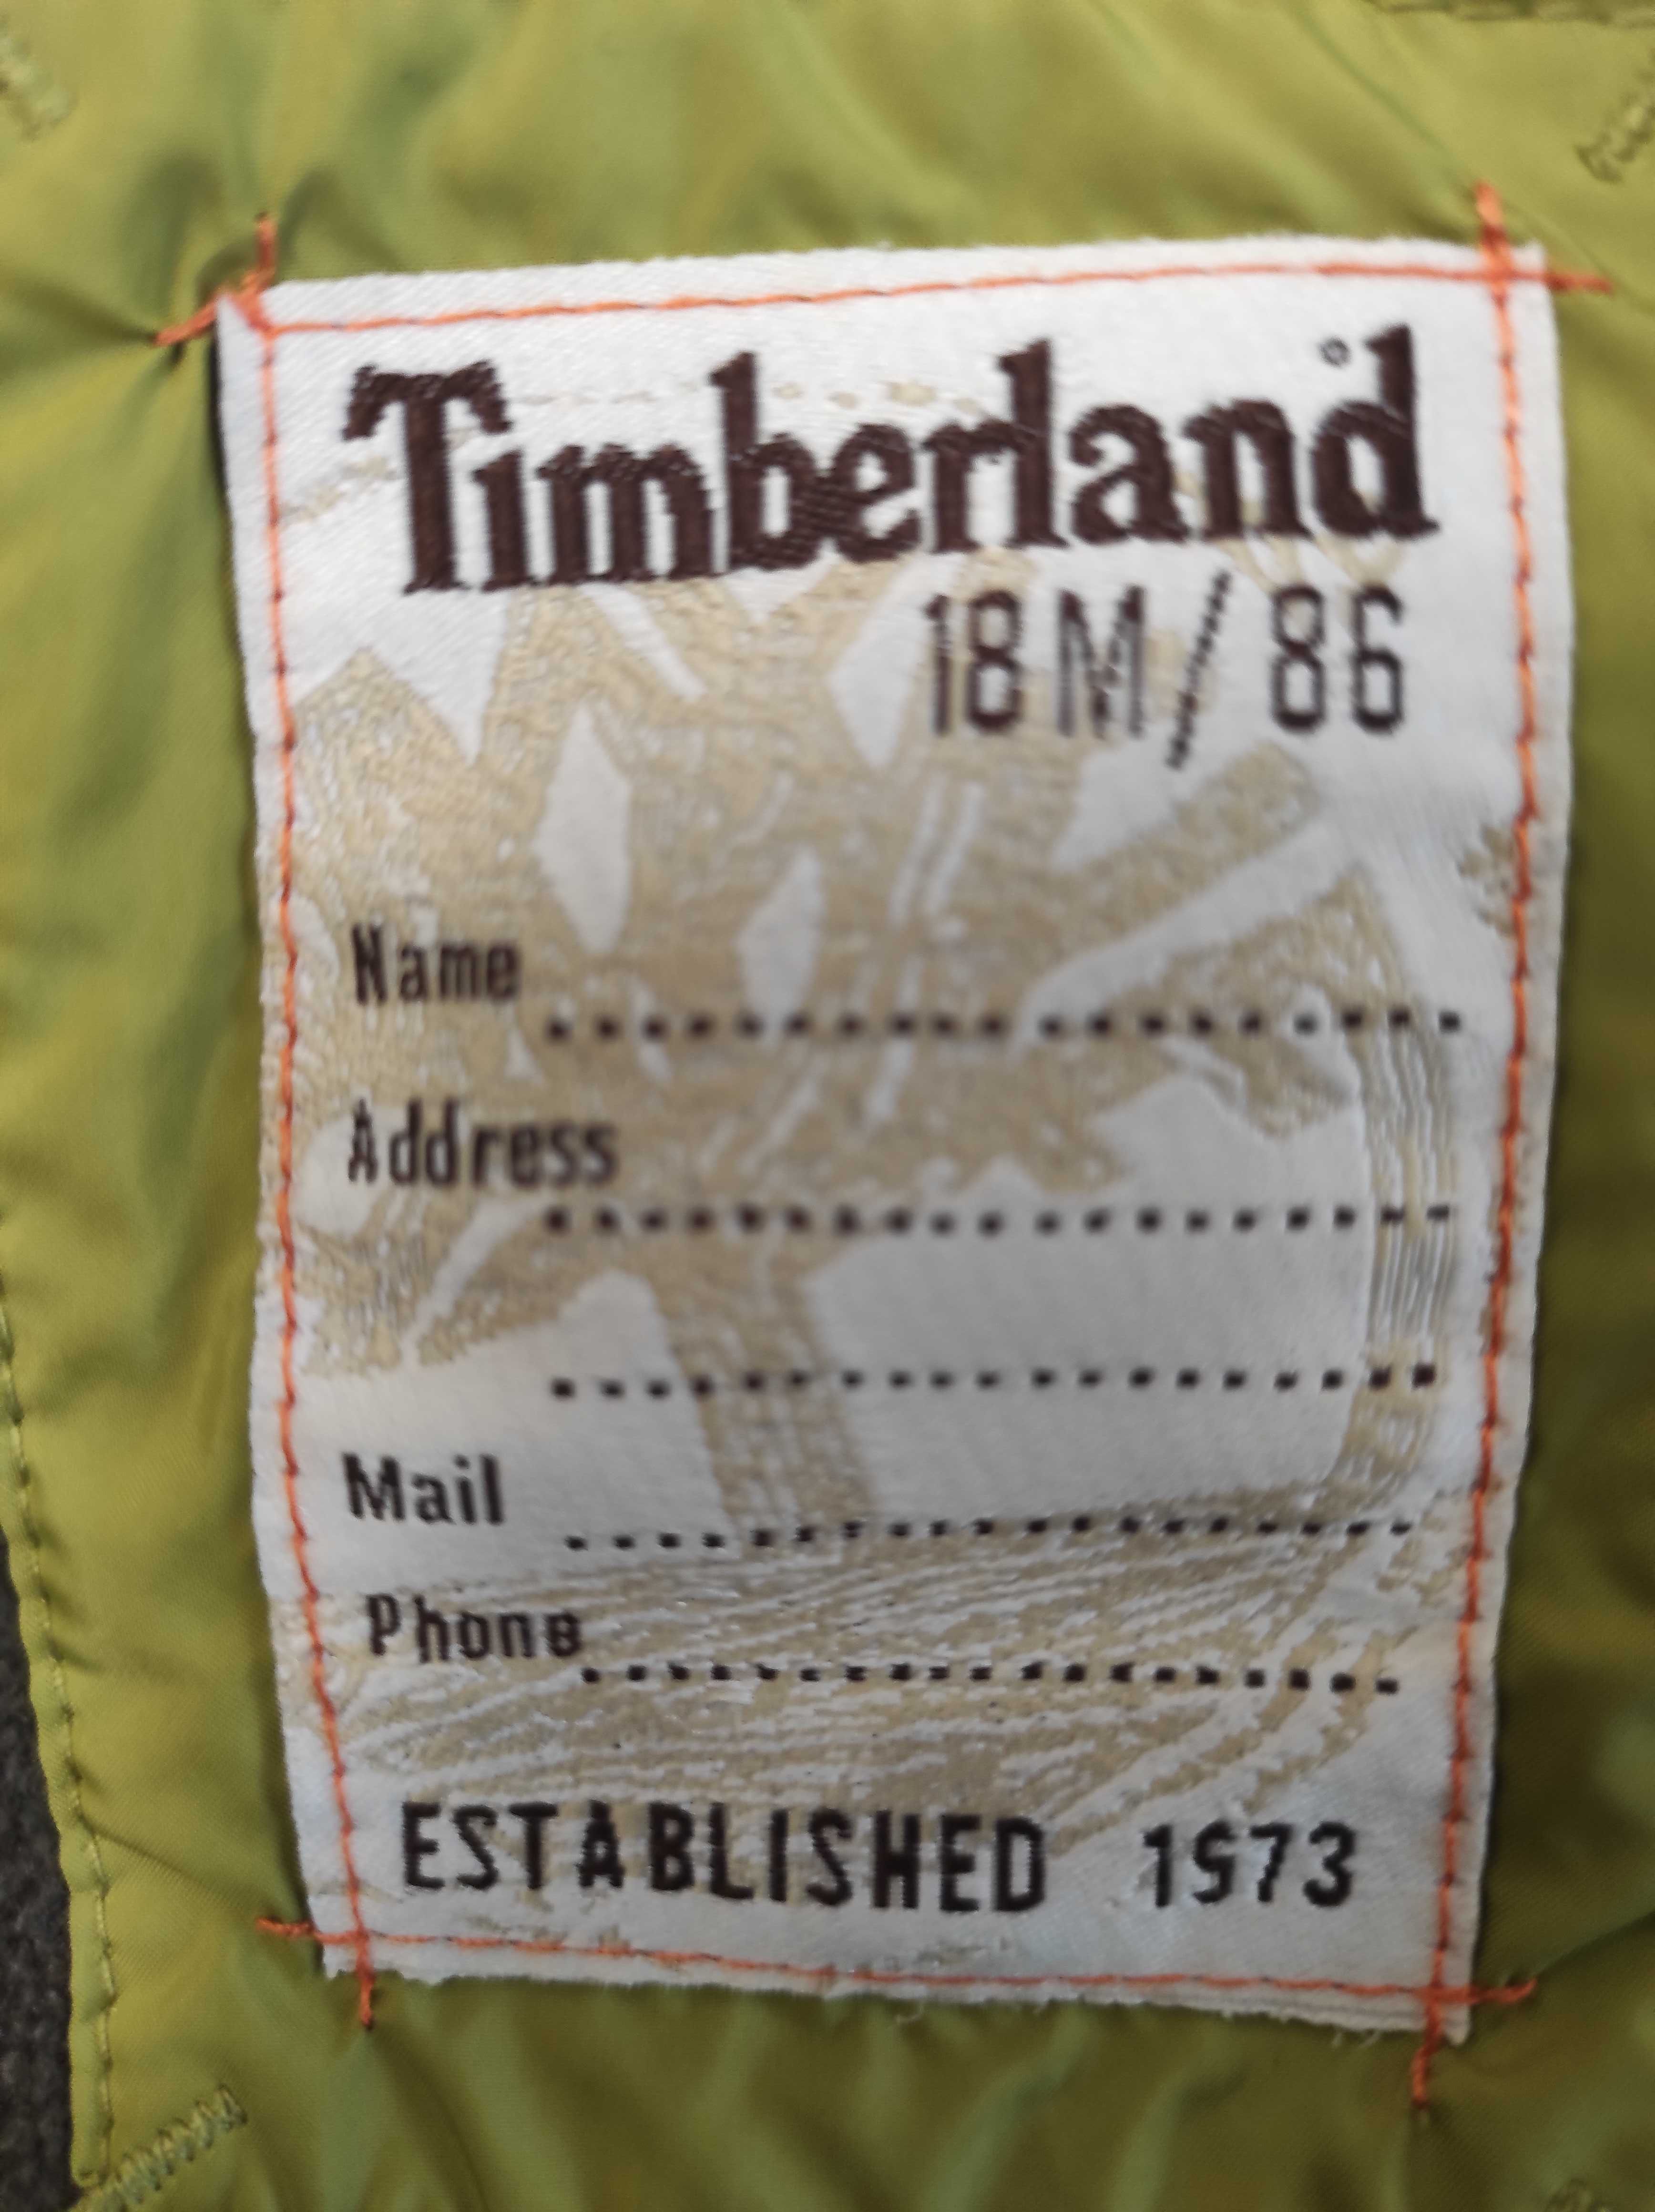 Timberland
18M/86
Name ...................
Address
...................
...................
Mail ..................
Phone ...................
ESTABLISHED 1973